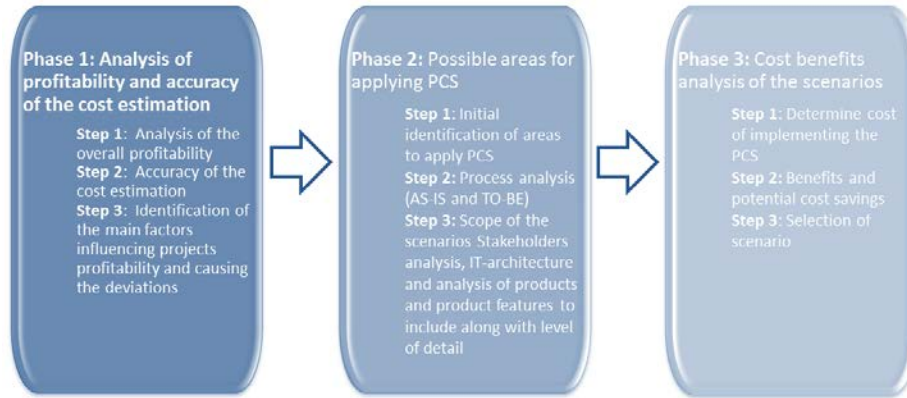 Phase 1: Analysis of
profitability and accuracy
of the cost estimation
Step 1: Analysis of the
overall profitability
Step 2: Accuracy of the
cost estimation
Step 3: Identification of
the main factors
influencing projects
profitability and causing
the deviations
Phase 2: Possible areas for
applying PCS
Step 1: Initial
identification of areas
to apply PCS
Step 2: Process analysis
(AS-IS and TO-BE)
Step 3: Scope of the
scenarios Stakeholders
analysis, IT-architecture
and analysis of products
and product features to
include along with level
of detail
Phase 3: Cost benefits
analysis of the scenarios
Step 1: Determine cost
of implementing the
PCS
Step 2: Benefits and
potential cost savings
Step 3: Selection of
scenario